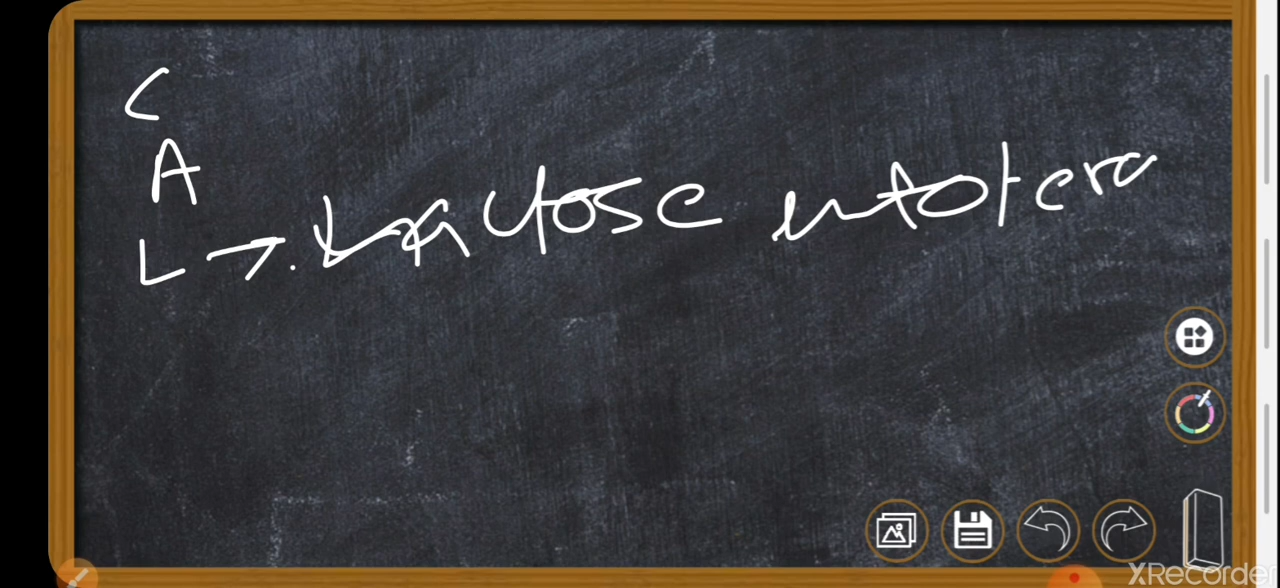 C
A
L → Lactose intolera
XRecorder